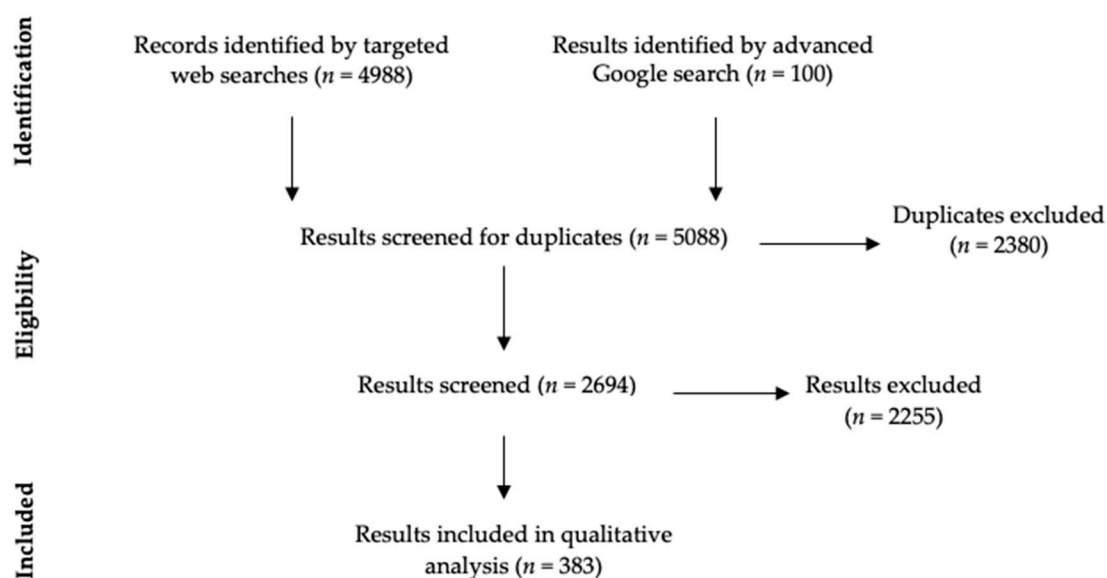 Identification
Records identified by targeted
web searches (n = 4988)
Results identified by advanced
Google search (n = 100)
Eligibility
Results screened for duplicates (n = 5088)
Duplicates excluded
(n = 2380)
Results screened (n = 2694)
Results excluded
(n = 2255)
Included
Results included in qualitative
analysis (n = 383)